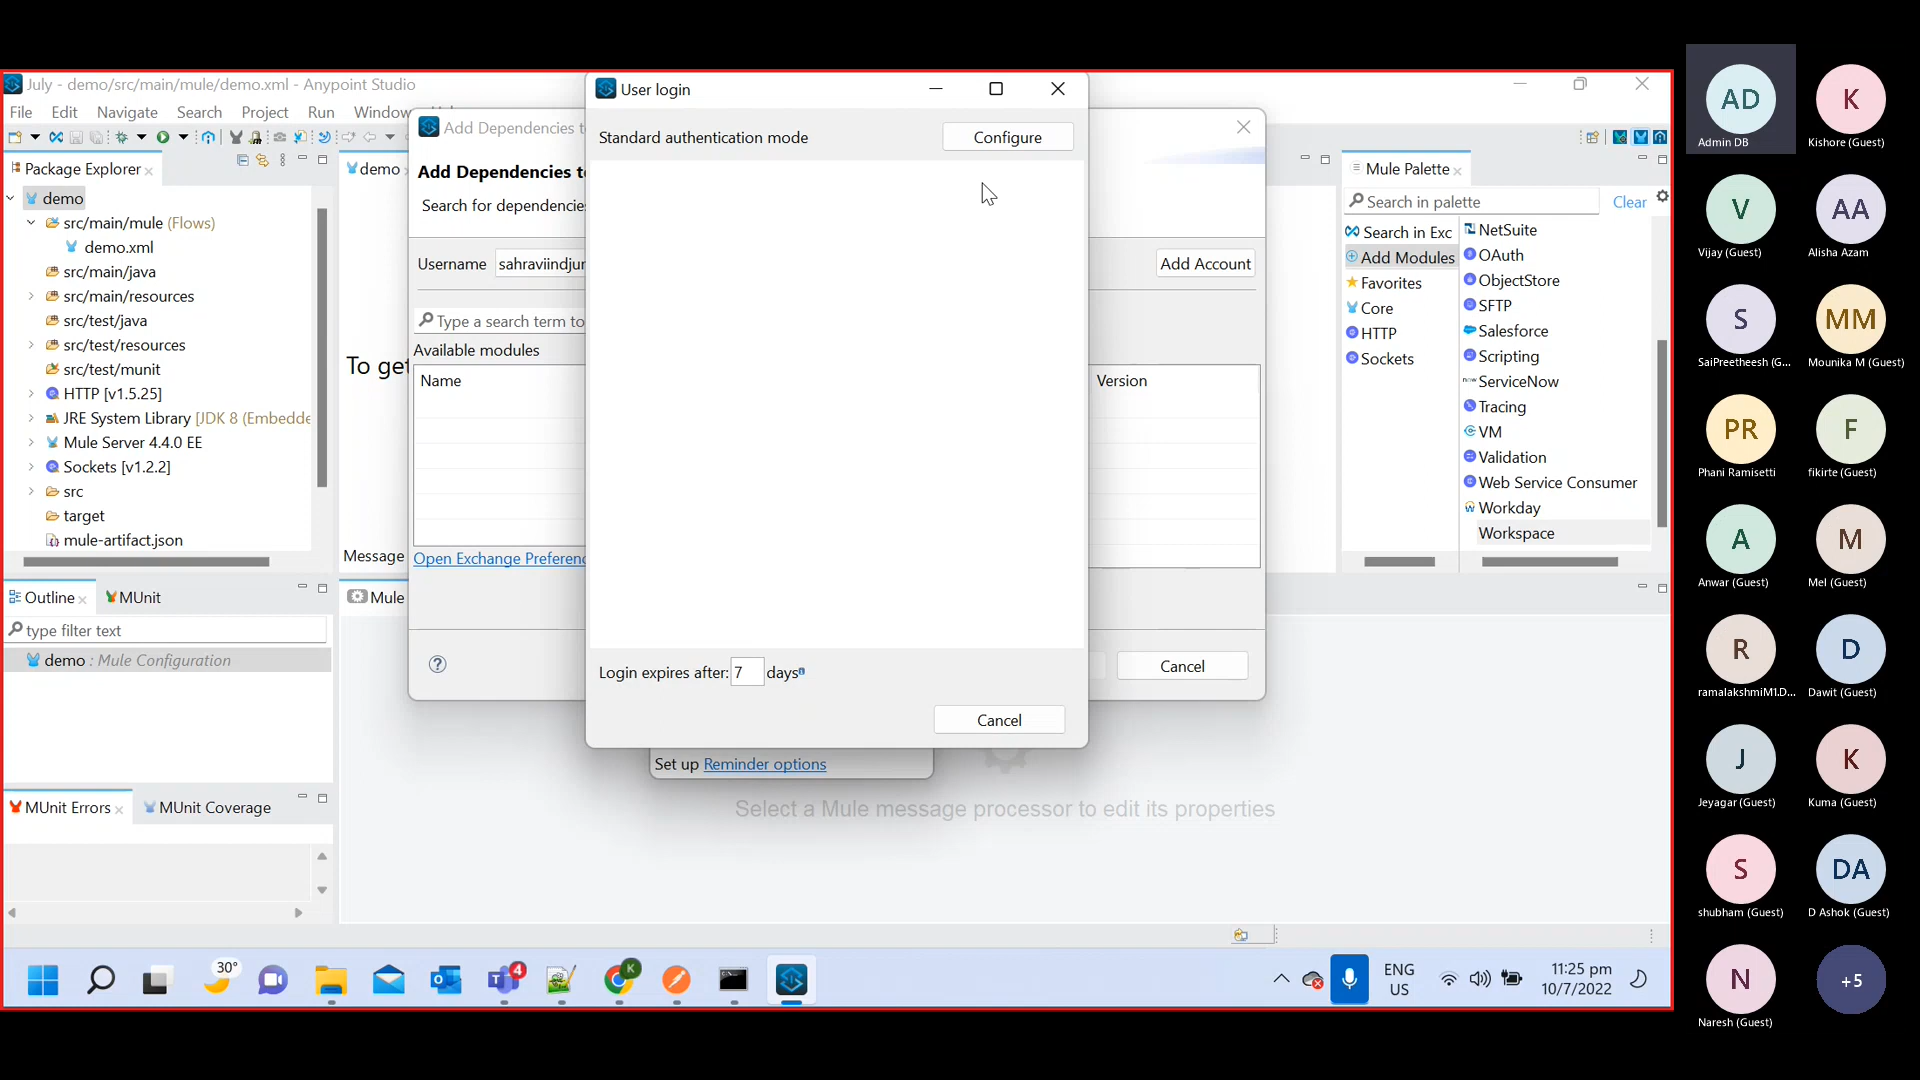 July - demo/src/main/mule/demo.xml - Anypoint Studio
File Edit Navigate Search Project Run Window
Package Explorer
demo
src/main/mule (Flows)
demo.xml
src/main/java
src/main/resources
src/test/java
src/test/resources
src/test/munit
HTTP [v1.5.25]
JRE System Library [JDK 8 (Embedde
Mule Server 4.4.0 EE
Sockets [v1.2.2]
src
target
mule-artifact.json
Outline MUnit
type filter text
demo : Mule Configuration
MUnit Errors MUnit Coverage
demo
To get
Message
Mule
Add Dependencies t
Add Dependencies t
Search for dependencies
Username sahraviindjur
Add Account
Type a search term to
Available modules
Name
Version
Open Exchange Preferenc
Cancel
User login
Standard authentication mode Configure
Login expires after: 7 days
Cancel
Set up Reminder options
Select a Mule message processor to edit its properties
Mule Palette
Search in palette Clear
Search in Exc
Add Modules
Favorites
Core
HTTP
Sockets
NetSuite
OAuth
ObjectStore
SFTP
Salesforce
Scripting
now ServiceNow
Tracing
VM
Validation
Web Service Consumer
Workday
Workspace
30°
4
K
ENG
US
11:25 pm
10/7/2022
AD
Admin DB
K
Kishore (Guest)
V
Vijay (Guest)
AA
Alisha Azam
S
SaiPreetheesh (G...
MM
Mounika M (Guest)
PR
Phani Ramisetti
F
fikirte (Guest)
A
Anwar (Guest)
M
Mel (Guest)
R
ramalakshmiM1.D...
D
Dawit (Guest)
J
Jeyagar (Guest)
K
Kuma (Guest)
S
shubham (Guest)
DA
D Ashok (Guest)
N
Naresh (Guest)
+5